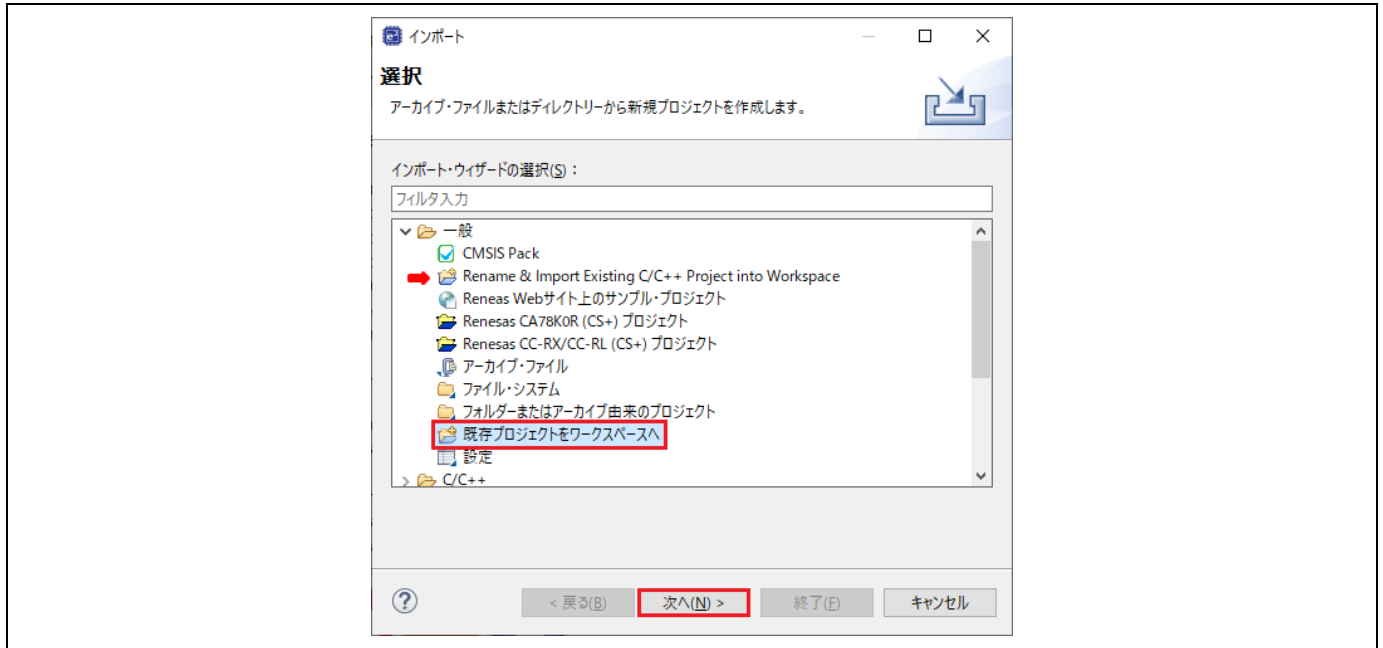 インポート
選択
アーカイブ・ファイルまたはディレクトリーから新規プロジェクトを作成します。
インポート・ウィザードの選択(S)：
フィルタ入力
一般
CMSIS Pack
Rename & Import Existing C/C++ Project into Workspace
Reneas Webサイト上のサンプル・プロジェクト
Renesas CA78K0R (CS+) プロジェクト
Renesas CC-RX/CC-RL (CS+) プロジェクト
アーカイブ・ファイル
ファイル・システム
フォルダーまたはアーカイブ由来のプロジェクト
既存プロジェクトをワークスペースへ
設定
C/C++
? < 戻る(B) 次へ(N) > 終了(F) キャンセル